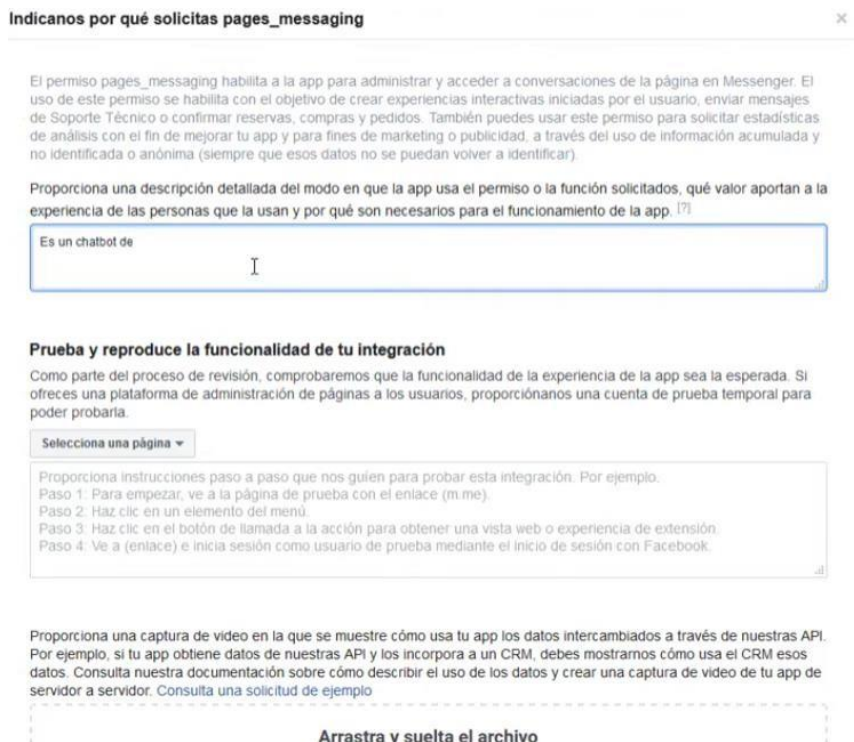 Indicanos por qué solicitas pages_messaging
El permiso pages_messaging habilita a la app para administrar y acceder a conversaciones de la página en Messenger. El
uso de este permiso se habilita con el objetivo de crear experiencias interactivas iniciadas por el usuario, enviar mensajes
de Soporte Técnico o confirmar reservas, compras y pedidos. También puedes usar este permiso para solicitar estadísticas
de análisis con el fin de mejorar tu app y para fines de marketing o publicidad, a través del uso de información acumulada y
no identificada o anónima (siempre que esos datos no se puedan volver a identificar).
Proporciona una descripción detallada del modo en que la app usa el permiso o la función solicitados, qué valor aportan a la
experiencia de las personas que la usan y por qué son necesarios para el funcionamiento de la app. [?]
Es un chatbot de
Prueba y reproduce la funcionalidad de tu integración
Como parte del proceso de revisión, comprobaremos que la funcionalidad de la experiencia de la app sea la esperada. Si
ofreces una plataforma de administración de páginas a los usuarios, proporciónanos una cuenta de prueba temporal para
poder probarla.
Selecciona una página
Proporciona instrucciones paso a paso que nos guíen para probar esta integración. Por ejemplo.
Paso 1: Para empezar, ve a la página de prueba con el enlace (m.me).
Paso 2: Haz clic en un elemento del menú.
Paso 3: Haz clic en el botón de llamada a la acción para obtener una vista web o experiencia de extensión.
Paso 4: Ve a (enlace) e inicia sesión como usuario de prueba mediante el inicio de sesión con Facebook.
Proporciona una captura de video en la que se muestre cómo usa tu app los datos intercambiados a través de nuestras API.
Por ejemplo, si tu app obtiene datos de nuestras API y los incorpora a un CRM, debes mostrarnos cómo usa el CRM esos
datos. Consulta nuestra documentación sobre cómo describir el uso de los datos y crear una captura de video de tu app de
servidor a servidor. Consulta una solicitud de ejemplo
Arrastra y suelta el archivo